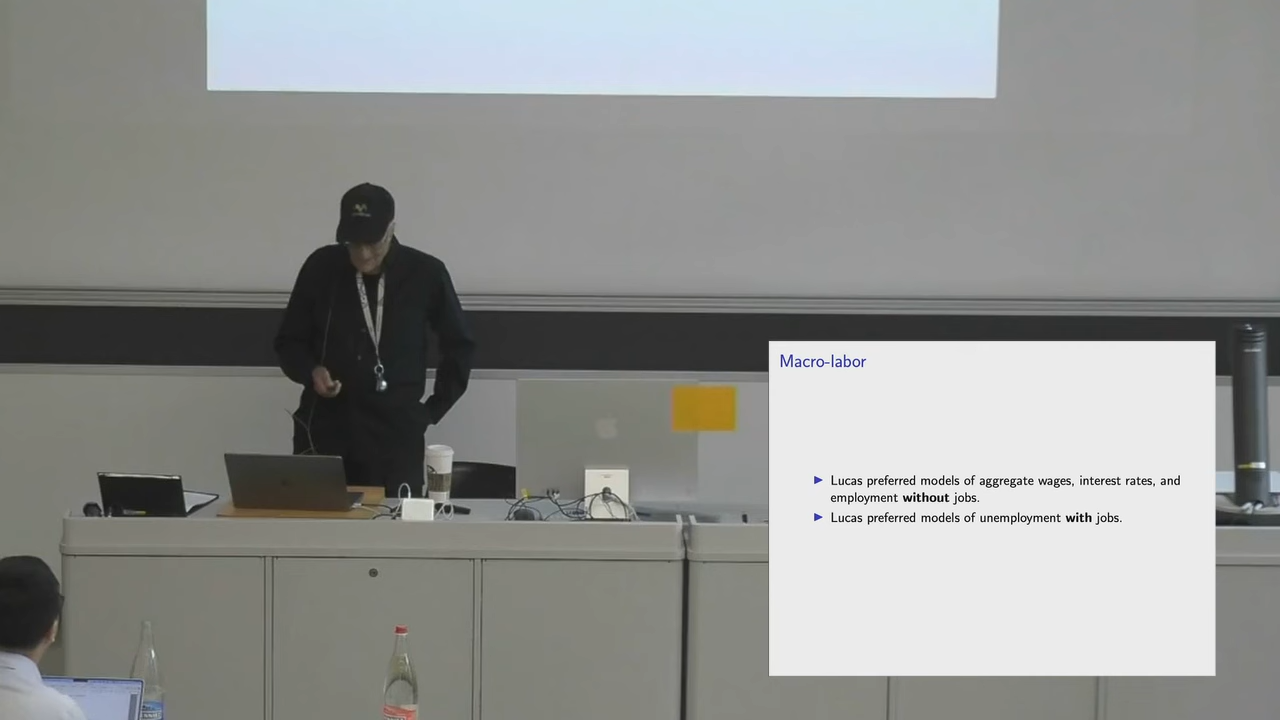 Macro-labor
Lucas preferred models of aggregate wages, interest rates, and
employment without jobs.
Lucas preferred models of unemployment with jobs.